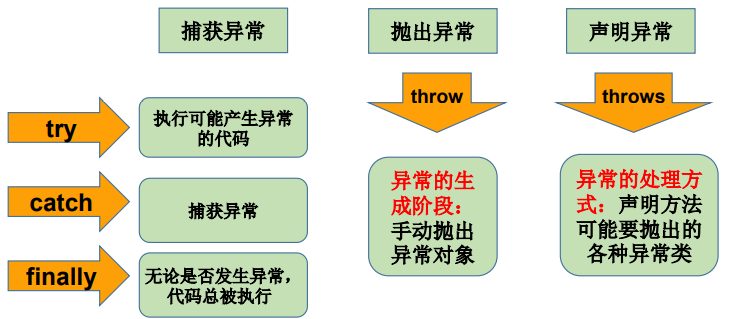 捕获异常
抛出异常
声明异常
try
执行可能产生异常
的代码
catch
捕获异常
finally
无论是否发生异常，
代码总被执行
throw
异常的生
成阶段：
手动抛出
异常对象
throws
异常的处理方
式：声明方法
可能要抛出的
各种异常类